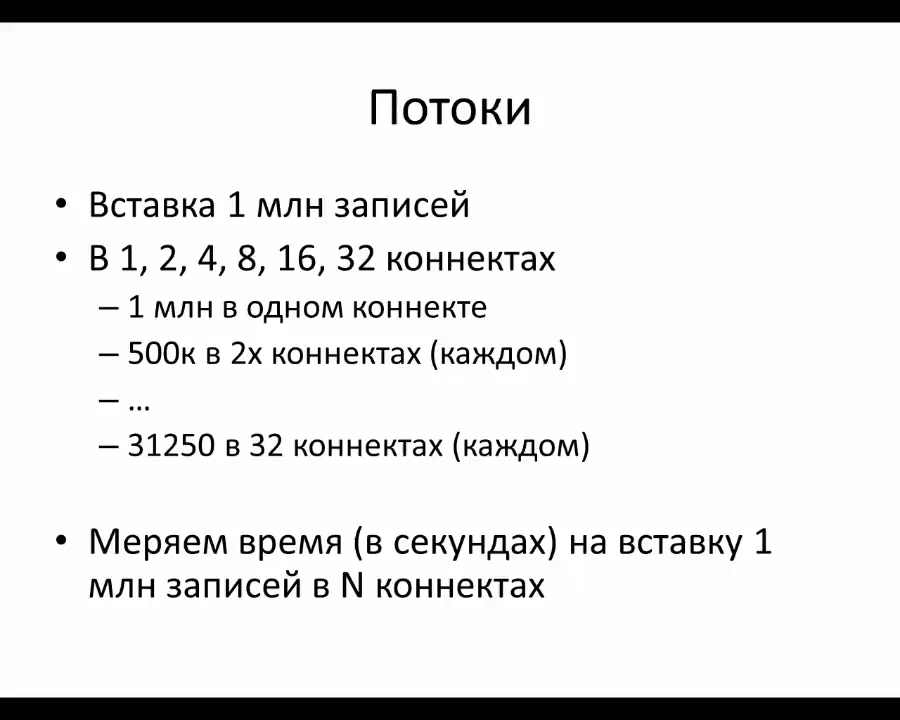 Потоки
• Вставка 1 млн записей
• В 1, 2, 4, 8, 16, 32 коннектах
– 1 млн в одном коннекте
– 500к в 2х коннектах (каждом)
– …
– 31250 в 32 коннектах (каждом)
• Меряем время (в секундах) на вставку 1
млн записей в N коннектах